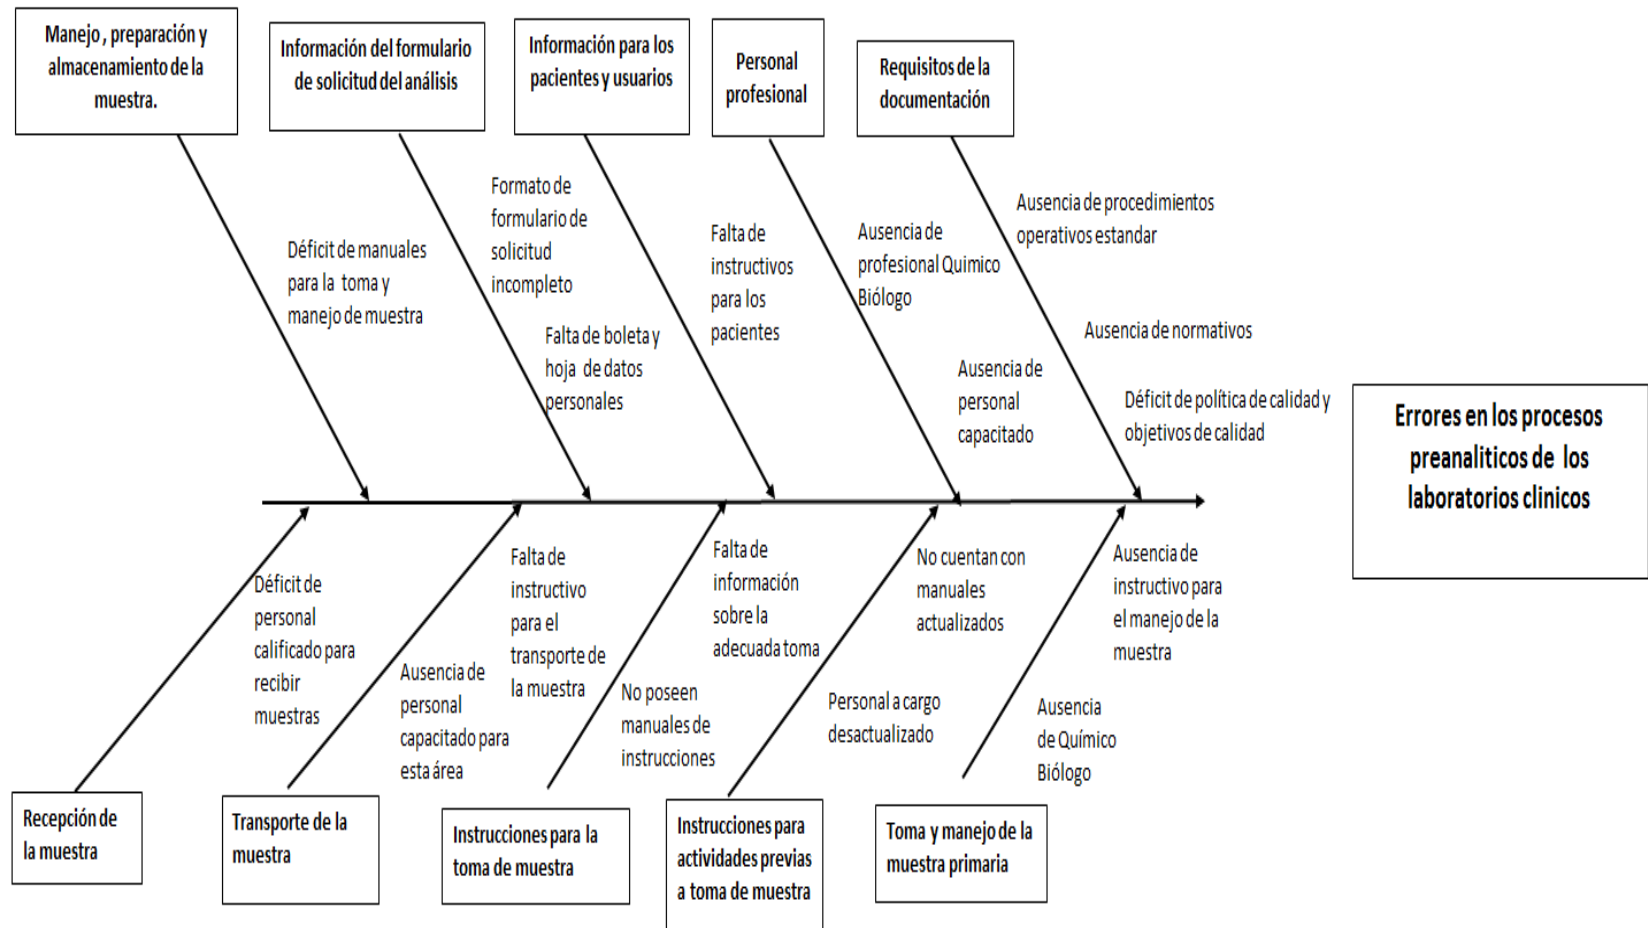 Manejo , preparación y
almacenamiento de la
muestra.
Información del formulario
de solicitud del análisis
Información para los
pacientes y usuarios
Personal
profesional
Requisitos de la
documentación
Déficit de manuales
para la toma y
manejo de muestra
Formato de
formulario de
solicitud
incompleto
Falta de boleta y
hoja de datos
personales
Falta de
instructivos
para los
pacientes
Ausencia de
profesional Quimico
Biólogo
Ausencia de
personal
capacitado
Ausencia de procedimientos
operativos estandar
Ausencia de normativos
Déficit de política de calidad y
objetivos de calidad
Errores en los procesos
preanaliticos de los
laboratorios clinicos
Déficit de
personal
calificado para
recibir
muestras
Ausencia de
personal
capacitado para
esta área
Falta de
instructivo
para el
transporte de
la muestra
No poseen
manuales de
instrucciones
Falta de
información
sobre la
adecuada toma
Personal a cargo
desactualizado
No cuentan con
manuales
actualizados
Ausencia de
instructivo para
el manejo de la
muestra
Ausencia
de Químico
Biólogo
Recepción de
la muestra
Transporte de la
muestra
Instrucciones para la
toma de muestra
Instrucciones para
actividades previas
a toma de muestra
Toma y manejo de la
muestra primaria